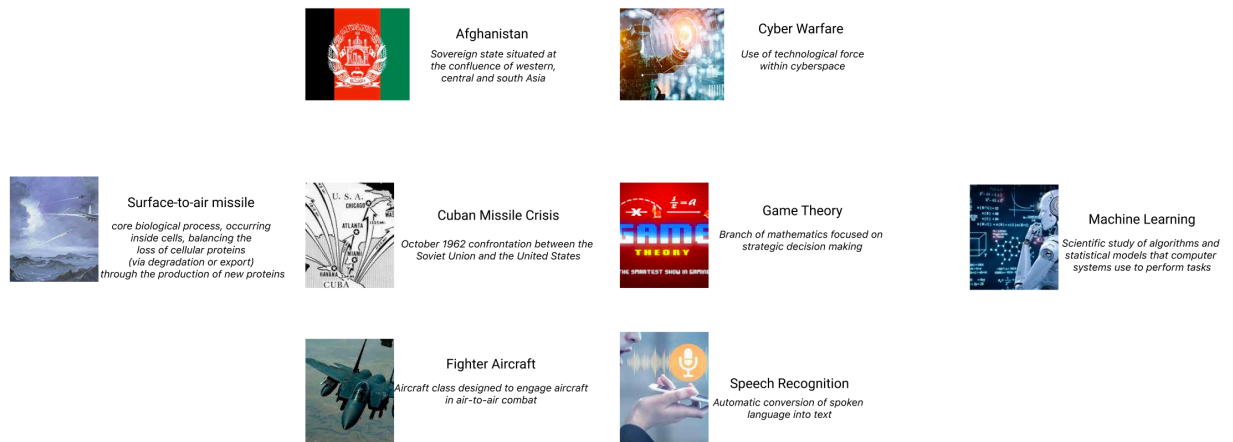 Afghanistan
Sovereign state situated at
the confluence of western,
central and south Asia
Cyber Warfare
Use of technological force
within cyberspace
Surface-to-air missile
core biological process, occurring
inside cells, balancing the
loss of cellular proteins
(via degradation or export)
through the production of new proteins
U. S. A.
CHICAGO
WAS
ATLANTA
MIAMI
HAVANA
CUBA
Cuban Missile Crisis
October 1962 confrontation between the
Soviet Union and the United States
GAME
THEORY
THE SMARTEST SHOW IN GAMING
Game Theory
Branch of mathematics focused on
strategic decision making
Machine Learning
Scientific study of algorithms and
statistical models that computer
systems use to perform tasks
Fighter Aircraft
Aircraft class designed to engage aircraft
in air-to-air combat
Speech Recognition
Automatic conversion of spoken
language into text